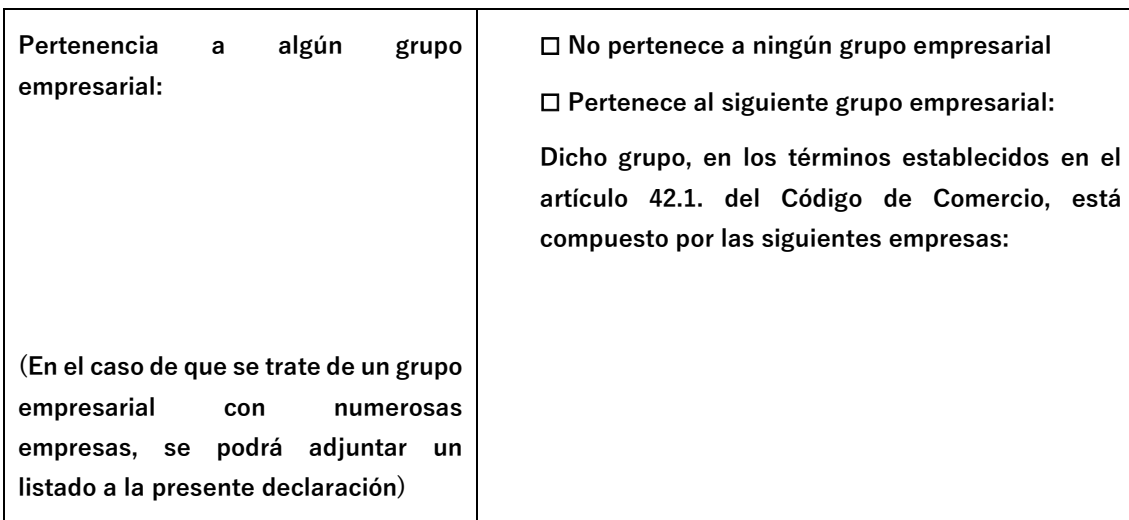 Pertenencia a algún grupo
empresarial:
(En el caso de que se trate de un grupo
empresarial con numerosas
empresas, se podrá adjuntar un
listado a la presente declaración)
☐ No pertenece a ningún grupo empresarial
☐ Pertenece al siguiente grupo empresarial:
Dicho grupo, en los términos establecidos en el
artículo 42.1. del Código de Comercio, está
compuesto por las siguientes empresas: